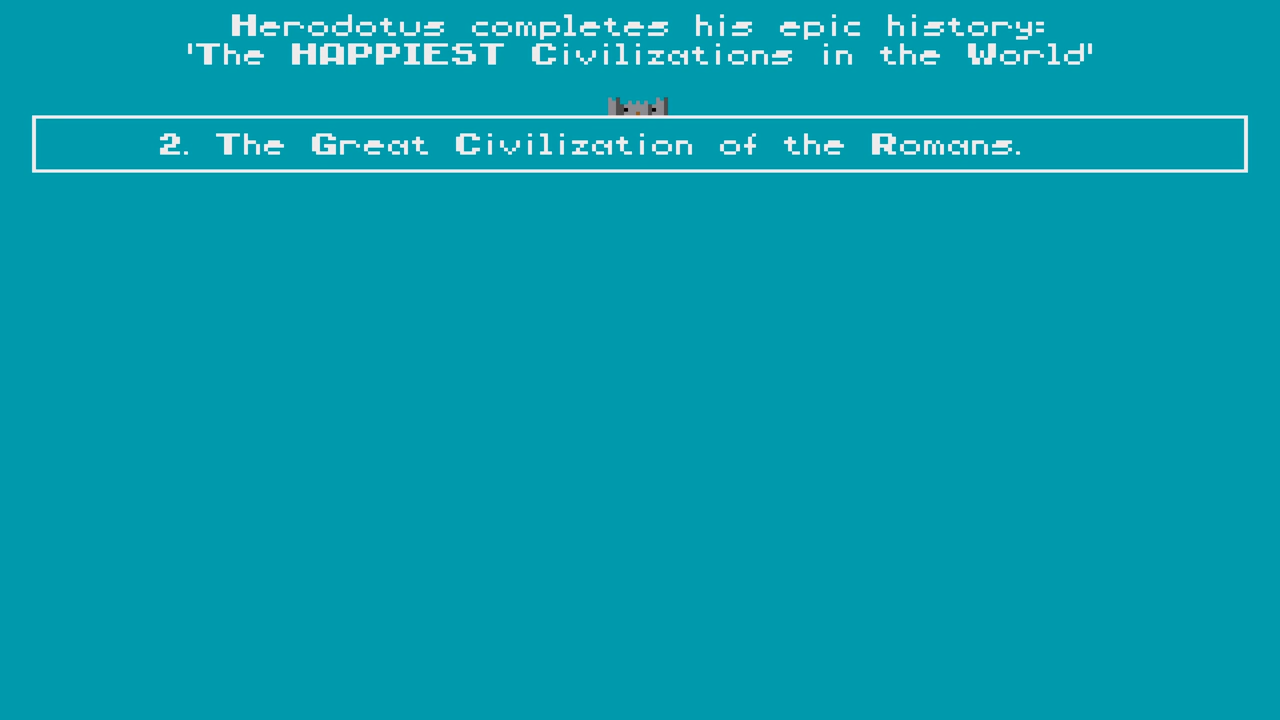 Herodotus completes his epic history:
'The HAPPIEST Civilizations in the World'
2. The Great Civilization of the Romans.